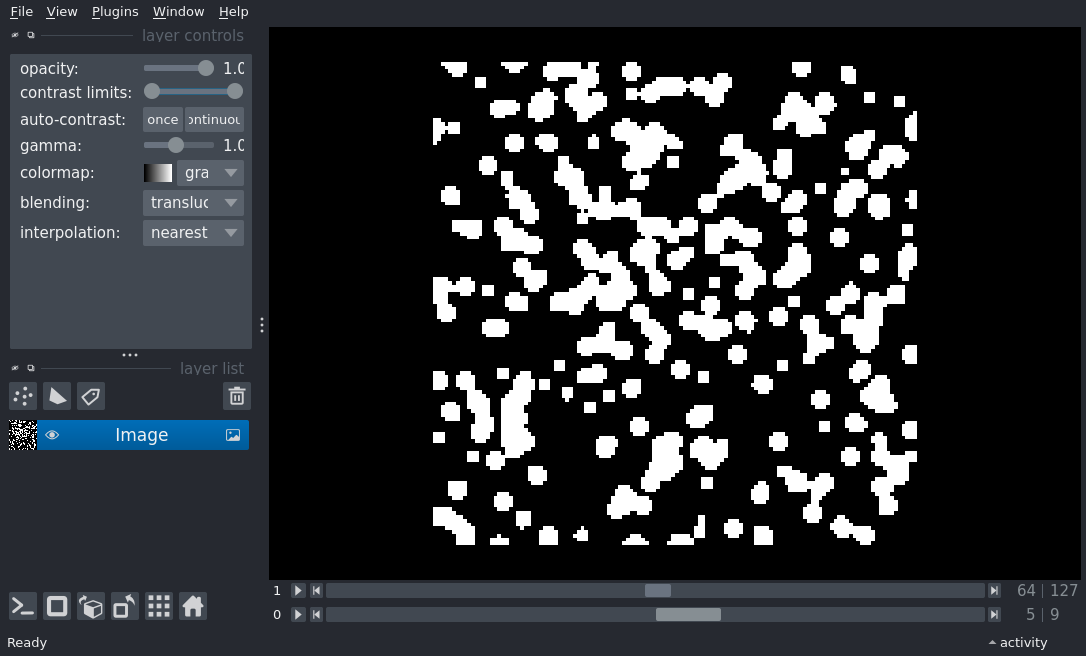 File View Plugins Window Help
layer controls
opacity: 1.0
contrast limits:
auto-contrast: once ontinuou
gamma: 1.0
colormap: gra
blending: transluc
interpolation: nearest
layer list
Image
1 64 | 127
0 5 | 9
Ready activity